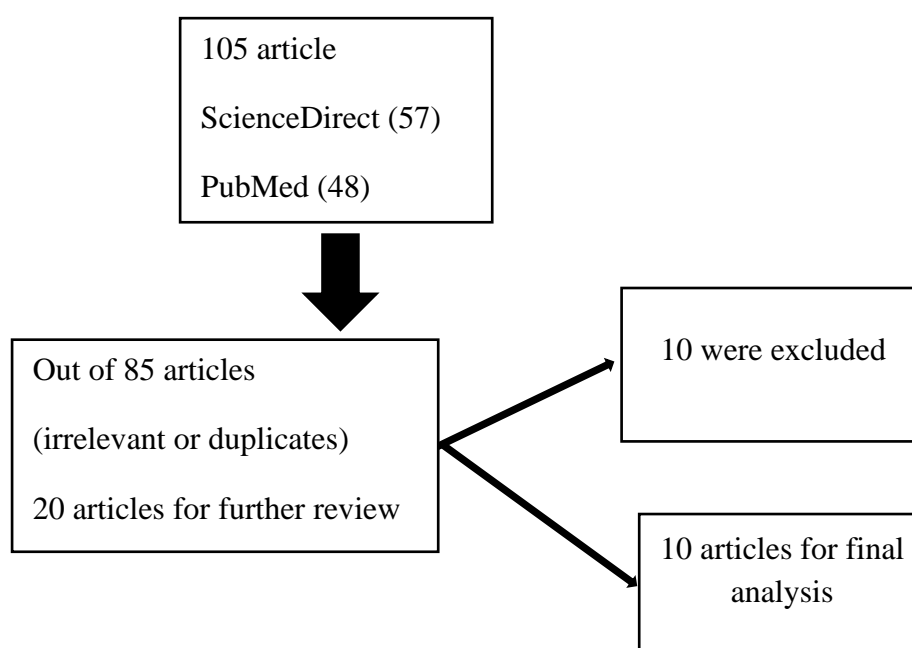 105 article
ScienceDirect (57)
PubMed (48)
Out of 85 articles
(irrelevant or duplicates)
20 articles for further review
10 were excluded
10 articles for final
analysis